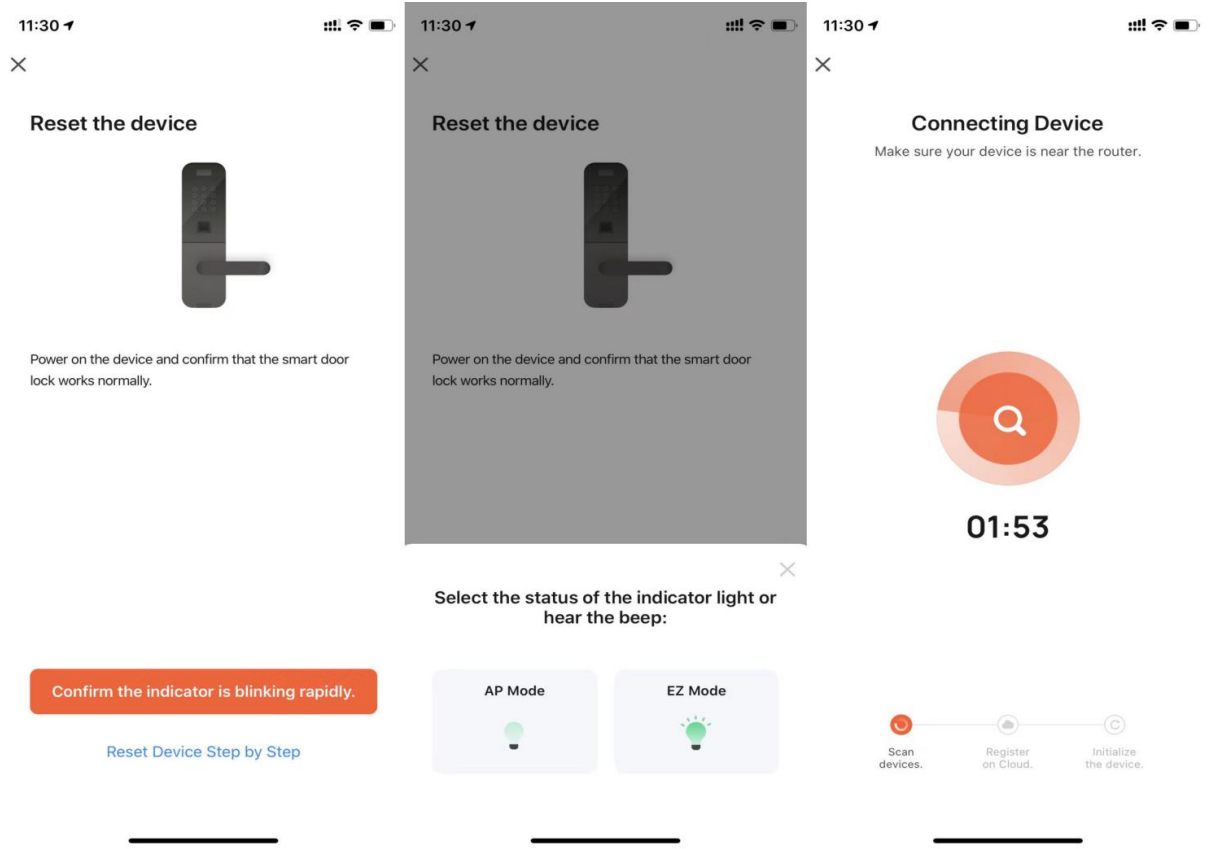 11:30
Reset the device
Power on the device and confirm that the smart door
lock works normally.
Confirm the indicator is blinking rapidly.
Reset Device Step by Step
11:30
Reset the device
Power on the device and confirm that the smart door
lock works normally.
Select the status of the indicator light or
hear the beep:
AP Mode
EZ Mode
11:30
Connecting Device
Make sure your device is near the router.
01:53
Scan
devices.
Register
on Cloud.
Initialize
the device.